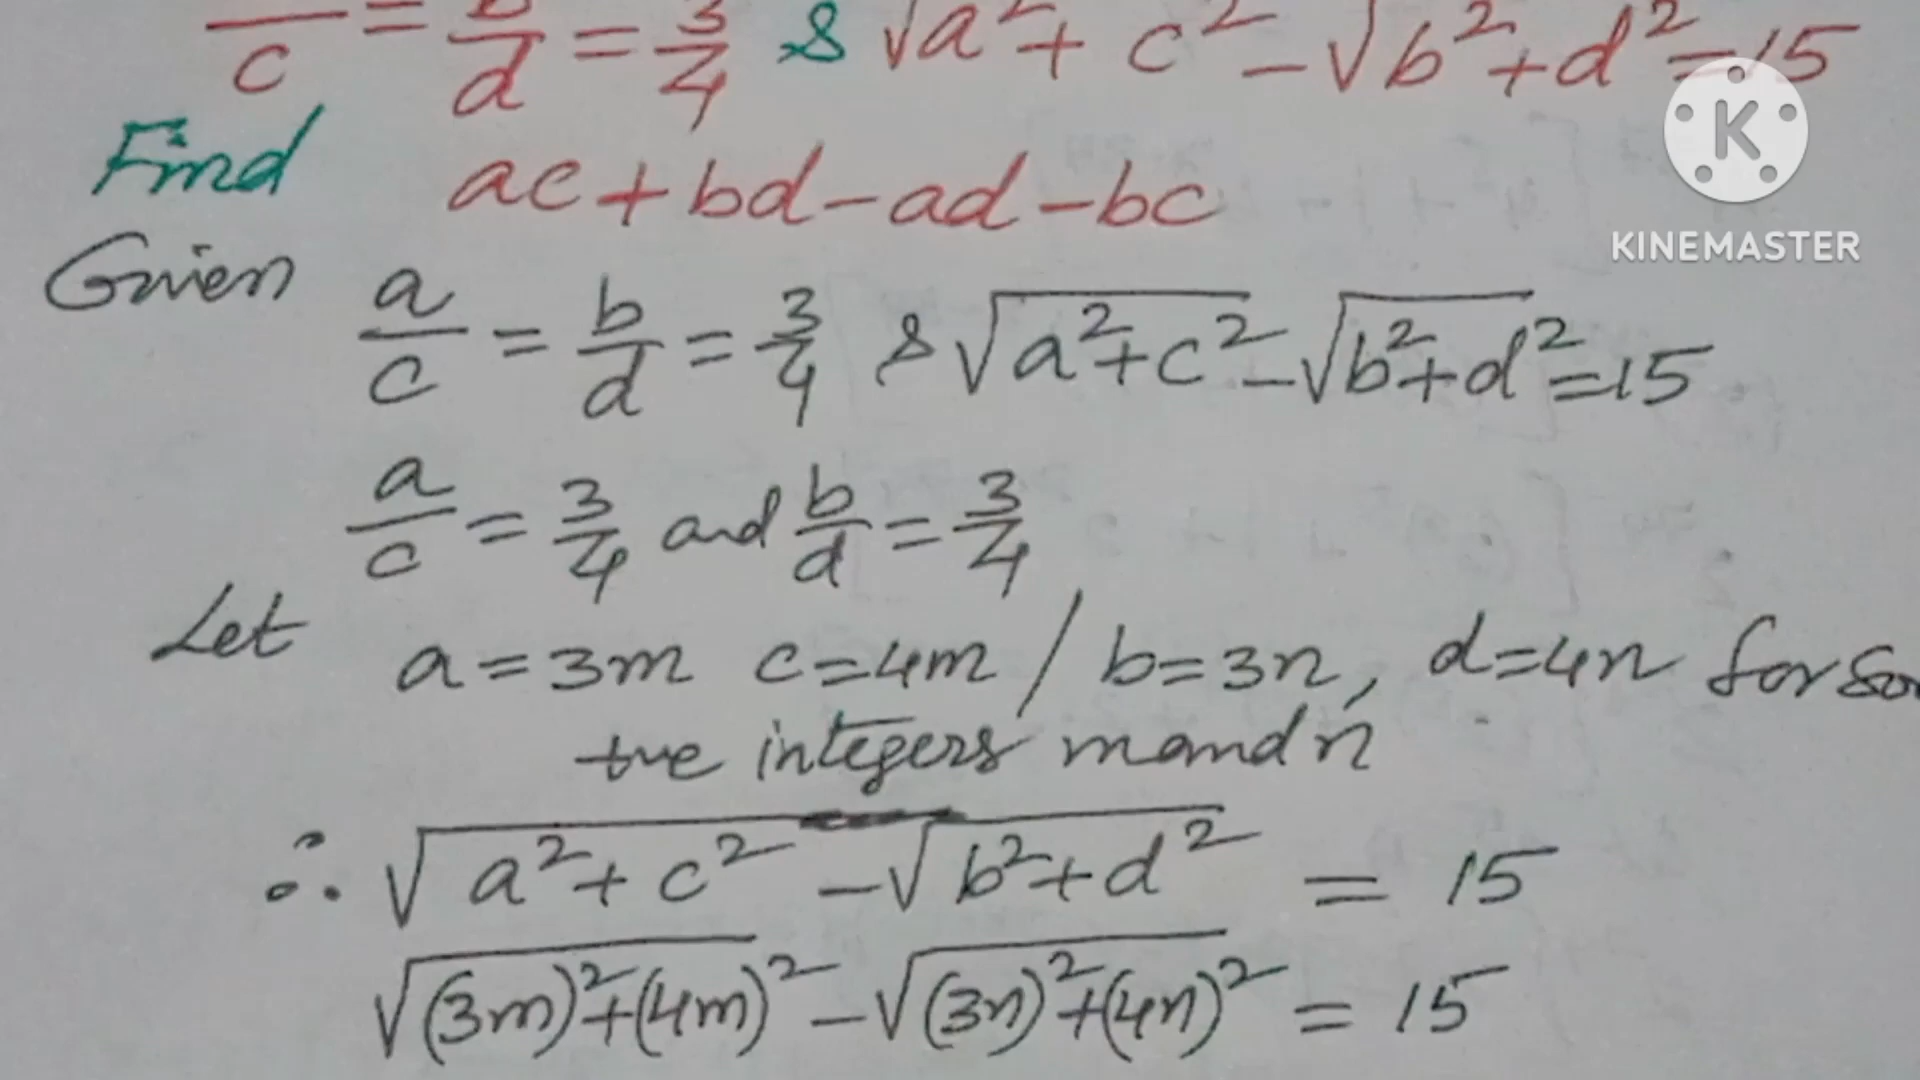 /c = b/d = 3/4 & √a²+ c² - √b²+d² = 15
Find ac+bd-ad-bc
KINEMASTER
Given a/c = b/d = 3/4 & √a²+c² - √b²+d² = 15
a/c = 3/4 and b/d = 3/4
Let a=3m c=4m / b=3n, d=4n for
+ve integers m and n
∴ √a²+c² - √b²+d² = 15
√(3m)²+(4m)² - √(3n)²+(4n)² = 15